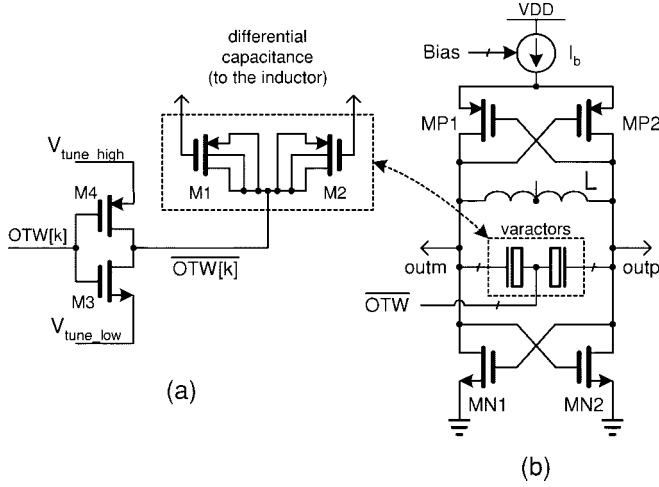 differential
capacitance
(to the inductor)
V_tune_high
M4
OTW[k]
M3
V_tune_low
M1
M2
OTW[k]
(a)
VDD
Bias
I_b
MP1
MP2
L
varactors
outm
outp
OTW
MN1
MN2
(b)